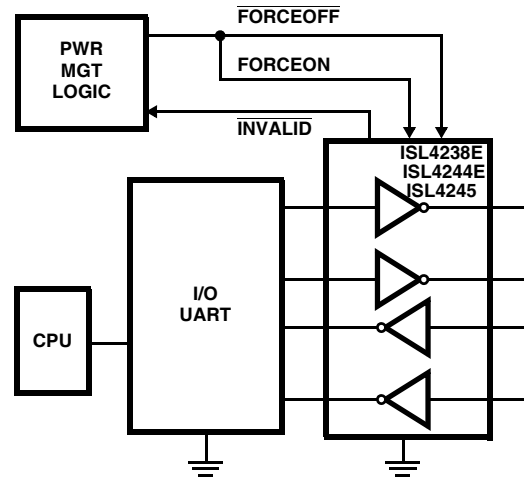 FORCEOFF
PWR
MGT
LOGIC
FORCEON
INVALID
ISL4238E
ISL4244E
ISL4245
I/O
UART
CPU